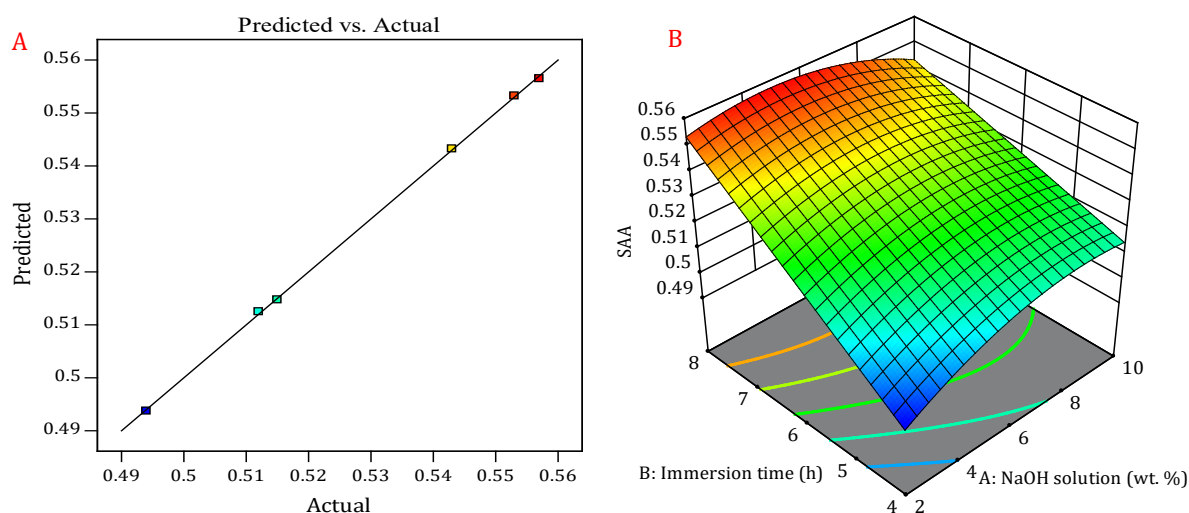 A
Predicted vs. Actual
Predicted
0.56
0.55
0.54
0.53
0.52
0.51
0.5
0.49
0.49 0.5 0.51 0.52 0.53 0.54 0.55 0.56
Actual
B
SAA
0.56
0.55
0.54
0.53
0.52
0.51
0.5
0.49
8
7
6
5
4
2
4
6
8
10
B: Immersion time (h)
A: NaOH solution (wt. %)